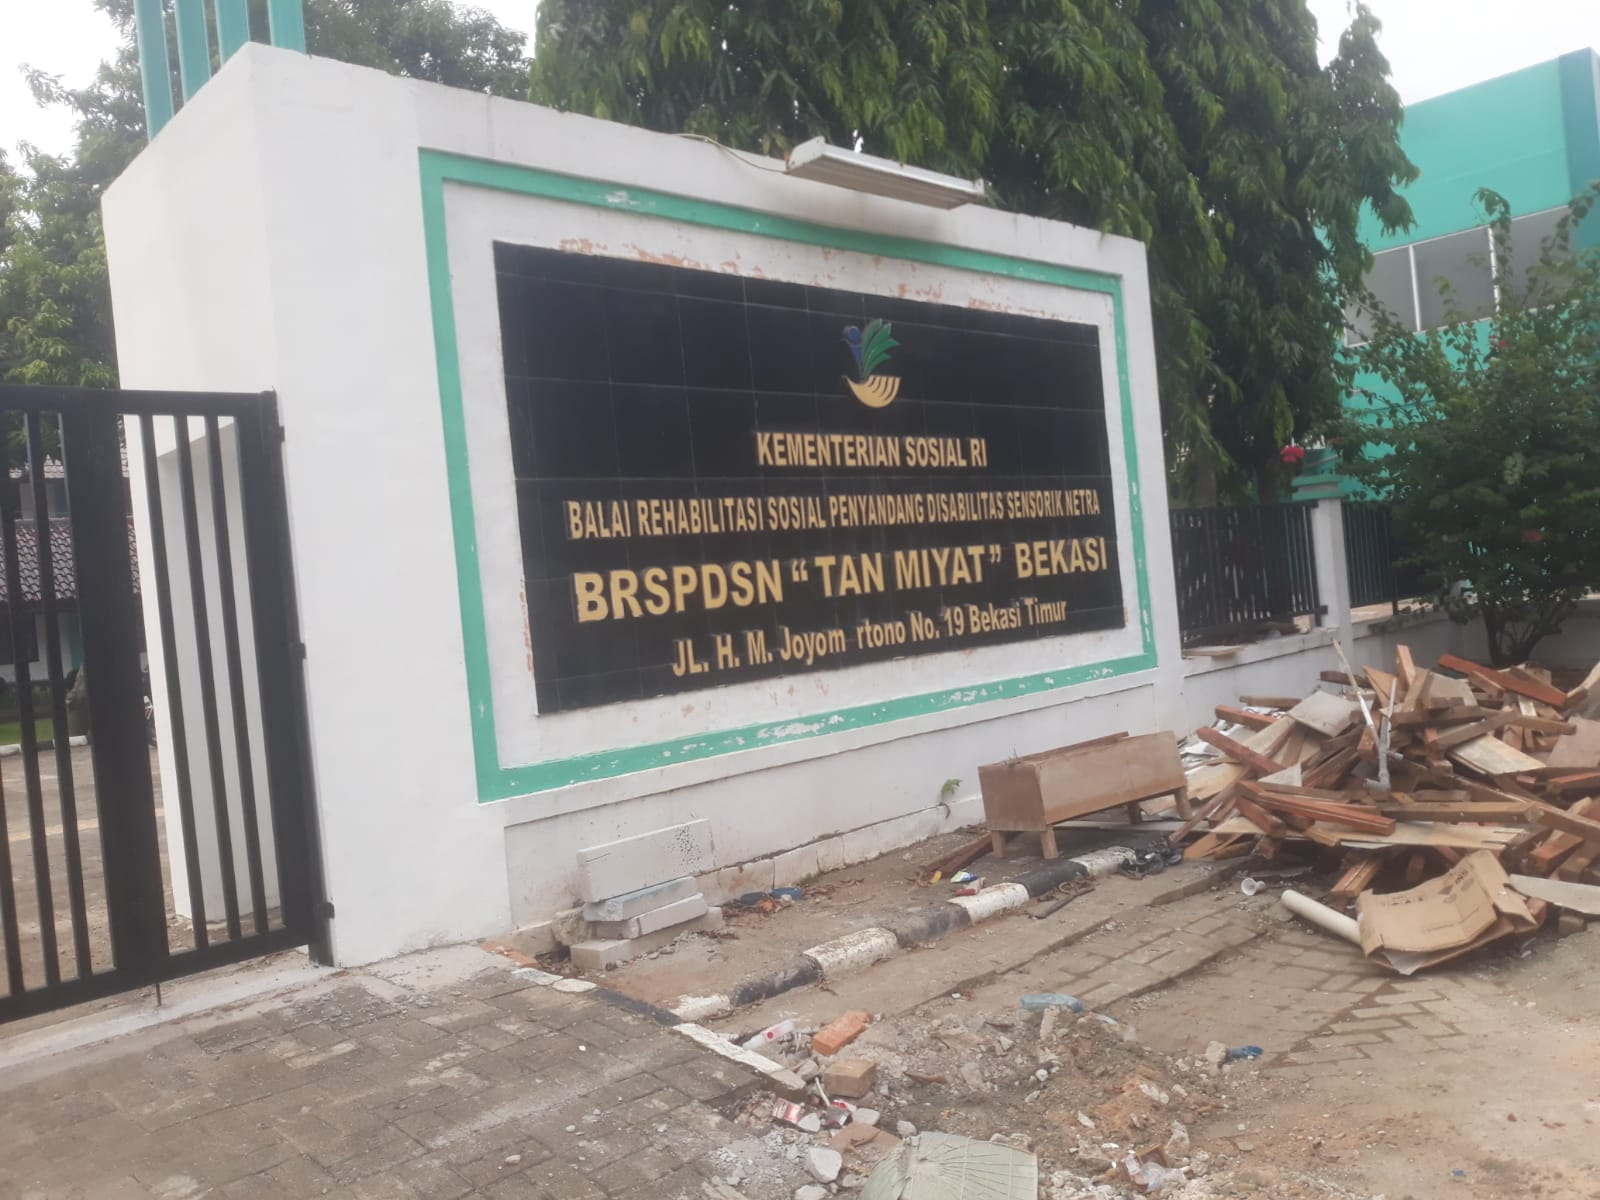 KEMENTERIAN SOSIAL RI
BALAI REHABILITASI SOSIAL PENYANDANG DISABILITAS SENSORIK NETRA
BRSPDSN "TAN MIYAT" BEKASI
JL. H. M. Joyom rtono No. 19 Bekasi Timur